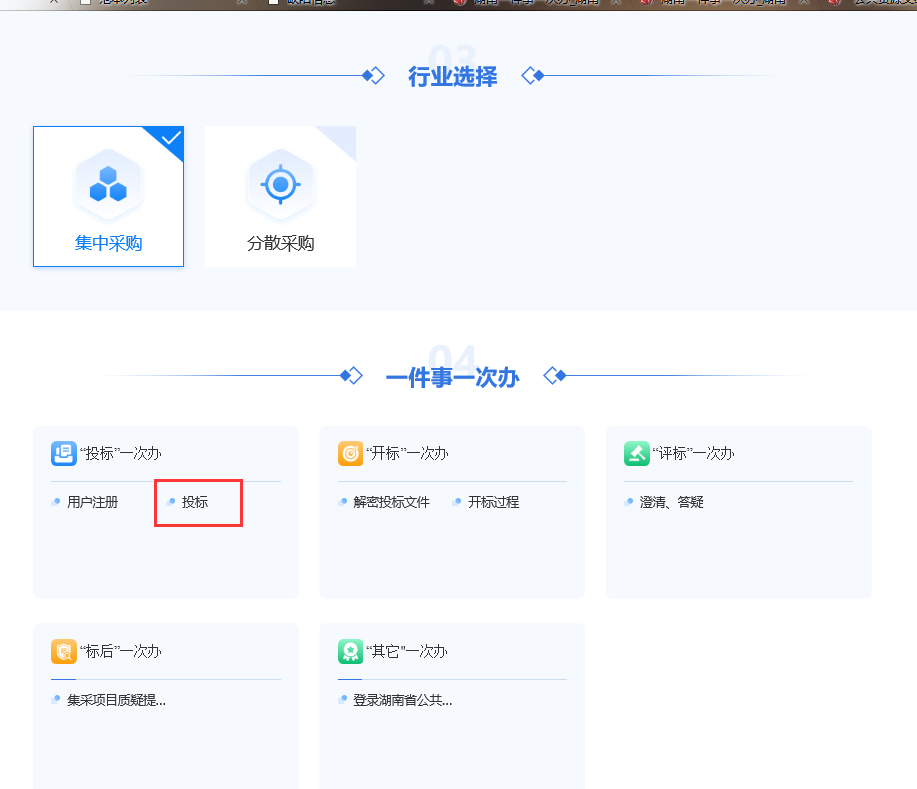 03
行业选择
集中采购
分散采购
04
一件事一次办
“投标”一次办
用户注册
投标
“开标”一次办
解密投标文件
开标过程
“评标”一次办
澄清、答疑
“标后”一次办
集采项目质疑提...
“其它"一次办
登录湖南省公共...